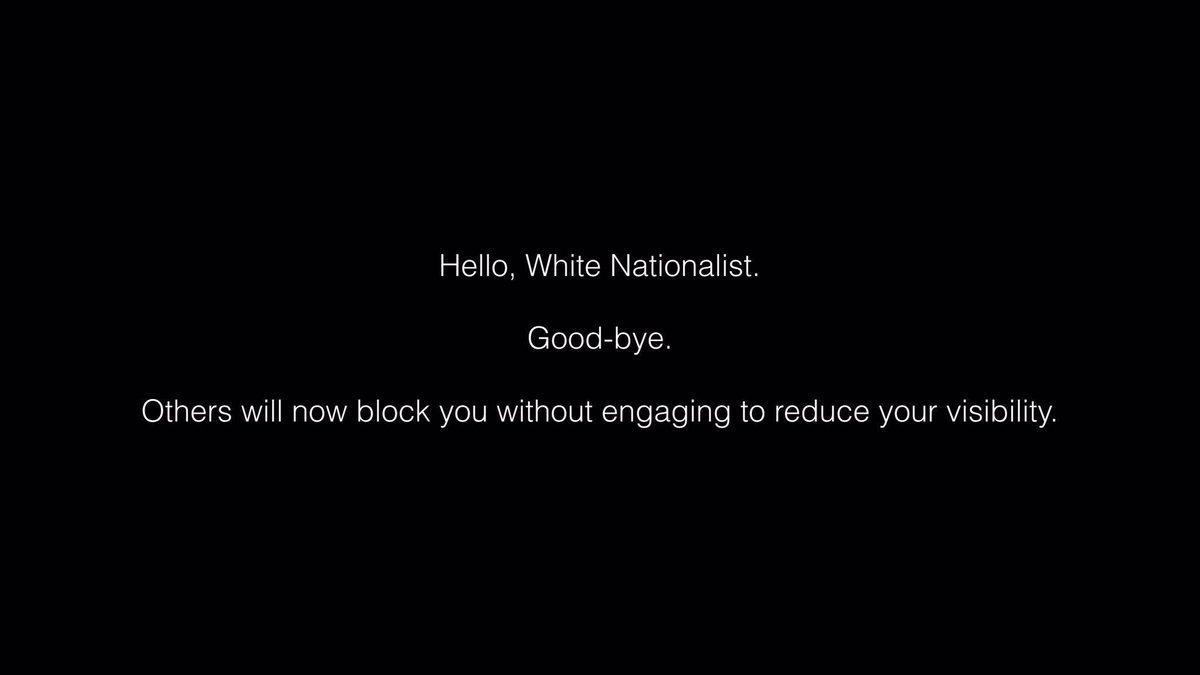 Hello, White Nationalist.
Good-bye.
Others will now block you without engaging to reduce your visibility.